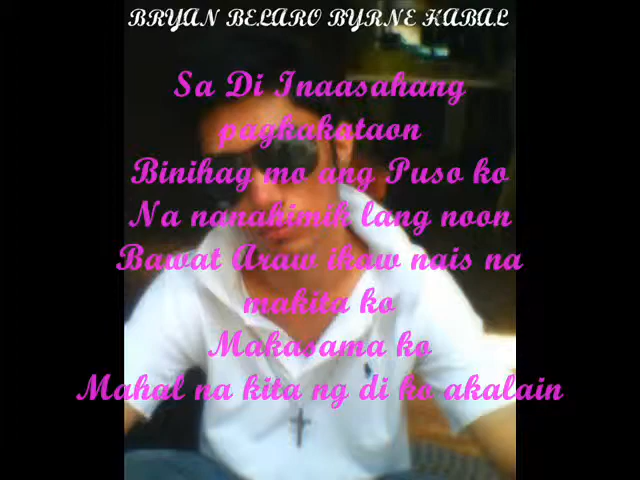 BRYAN BELARO BYRNE KABAL
Sa Di Inaasahang
pagkakataon
Binihag mo ang Puso ko
Na nanahimik lang noon
Bawat Araw ikaw nais na
makita ko
Makasama ko
Mahal na kita ng di ko akalain